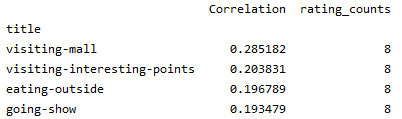 Correlation rating_counts
title
visiting-mall 0.285182 8
visiting-interesting-points 0.203831 8
eating-outside 0.196789 8
going-show 0.193479 8